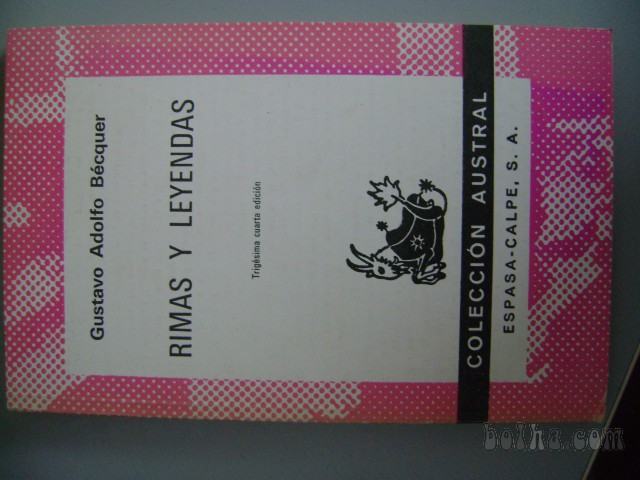 Gustavo Adolfo Bécquer
RIMAS Y LEYENDAS
Trigésima cuarta edición
COLECCIÓN AUSTRAL
ESPASA-CALPE, S. A.
bolha.com